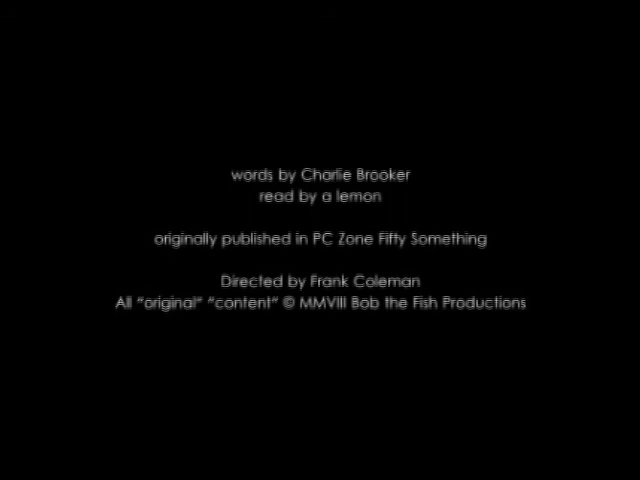 words by Charlie Brooker
read by a lemon
originally published in PC Zone Fifty Something
Directed by Frank Coleman
All "original" "content" © MMVIII Bob the Fish Productions